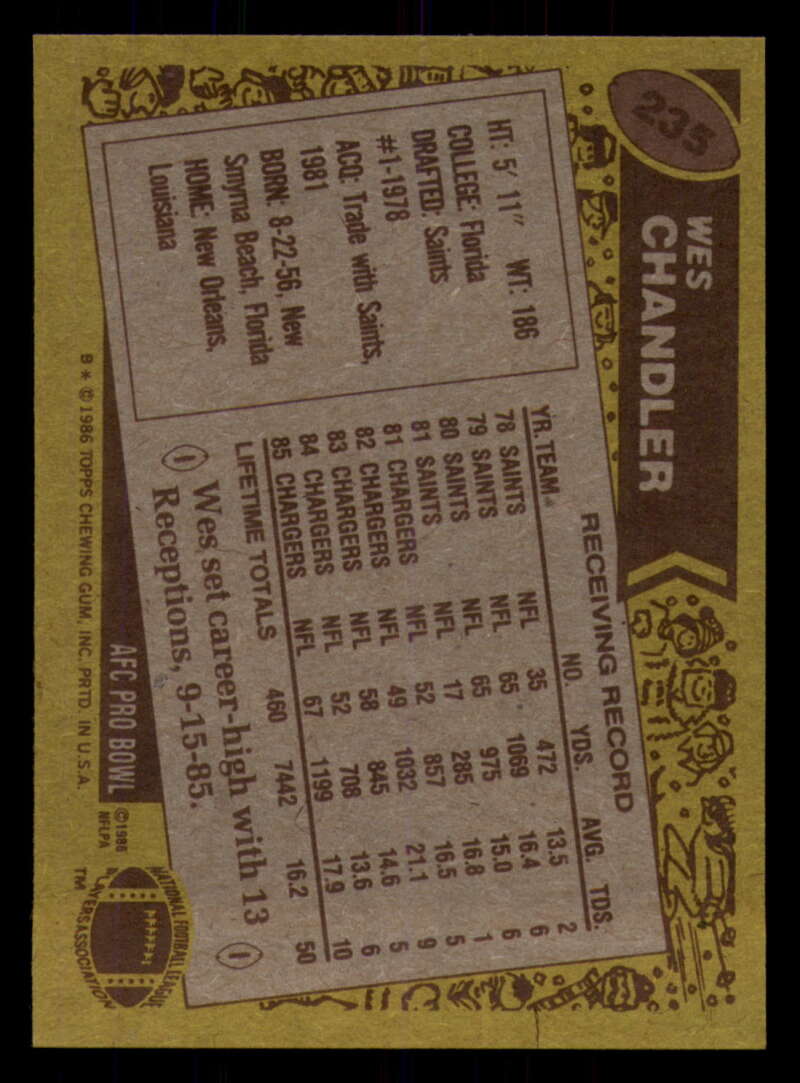 235
WES
CHANDLER
HT: 5' 11" WT: 186
COLLEGE: Florida
DRAFTED: Saints
#1-1978
ACQ: Trade with Saints,
1981
BORN: 8-22-56, New
Smyrna Beach, Florida
HOME: New Orleans,
Louisiana
RECEIVING RECORD
YR. TEAM NO. YDS. AVG. TDS.
78 SAINTS NFL 35 472 13.5 2
79 SAINTS NFL 65 1069 16.4 6
80 SAINTS NFL 65 975 15.0 6
81 SAINTS NFL 17 285 16.8 1
81 CHARGERS NFL 52 857 16.5 5
82 CHARGERS NFL 49 1032 21.1 9
83 CHARGERS NFL 58 845 14.6 5
84 CHARGERS NFL 52 708 13.6 6
85 CHARGERS NFL 67 1199 17.9 10
LIFETIME TOTALS 460 7442 16.2 50
Wes set career-high with 13
Receptions, 9-15-85.
AFC PRO BOWL
B * © 1986 TOPPS CHEWING GUM, INC. PRTD. IN U.S.A.
© 1986
NFLPA
NATIONAL FOOTBALL LEAGUE
PLAYERS ASSOCIATION
TM